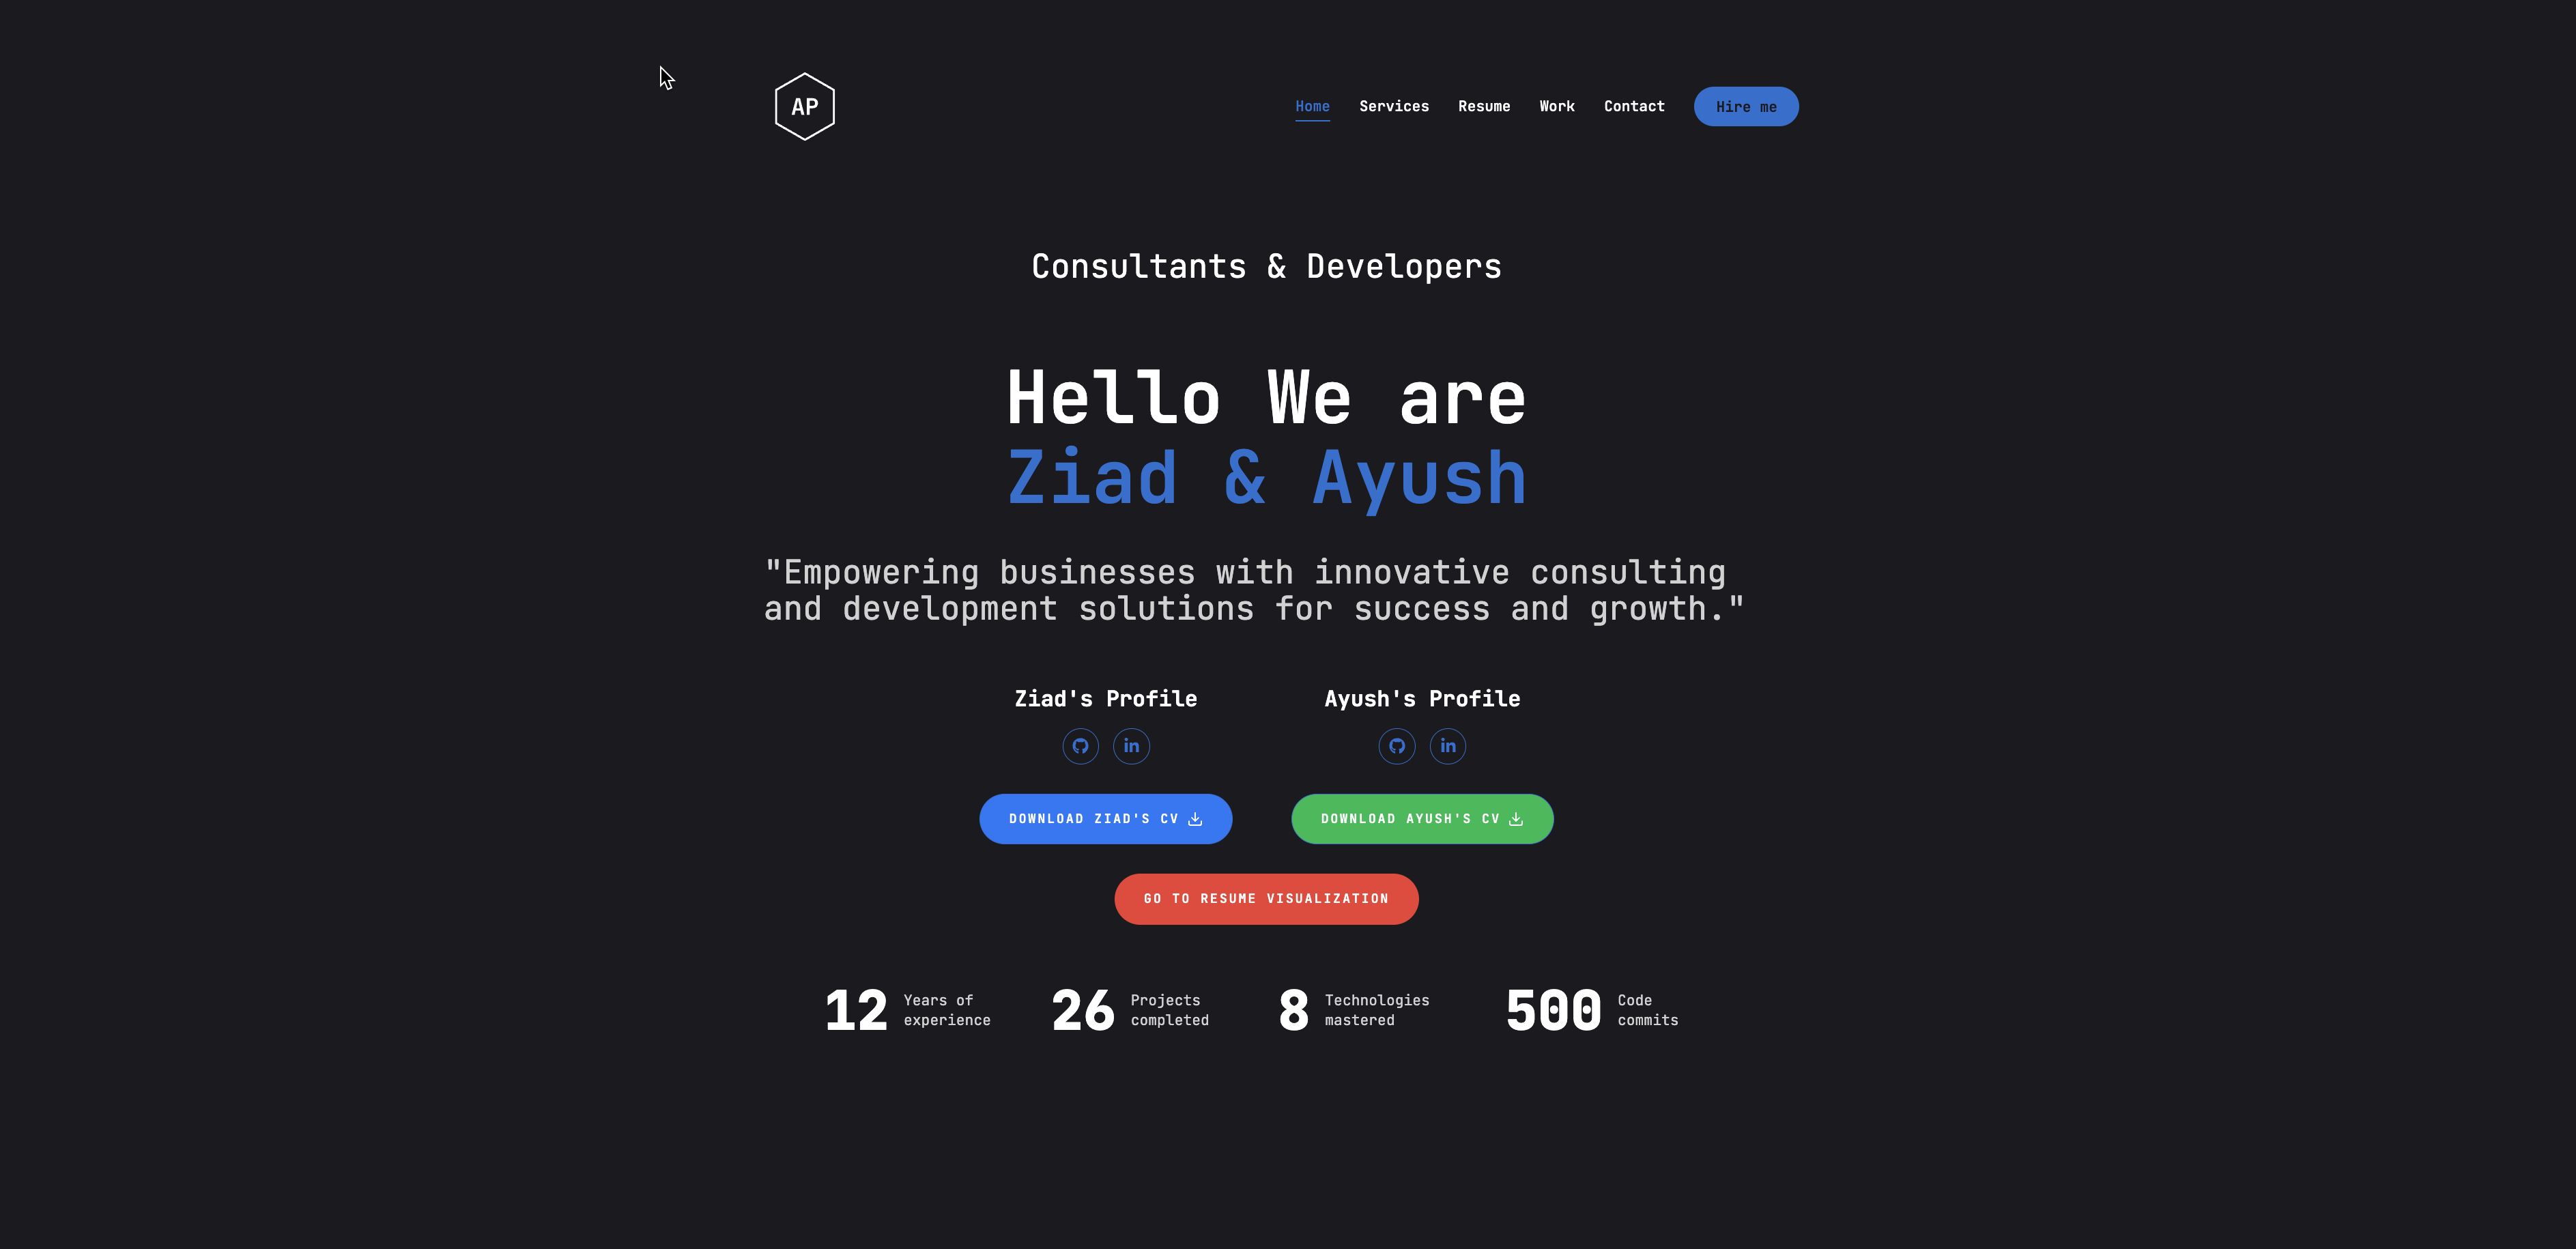 AP
Home Services Resume Work Contact Hire me
Consultants & Developers
Hello We are
Ziad & Ayush
"Empowering businesses with innovative consulting
and development solutions for success and growth."
Ziad's Profile
Ayush's Profile
in
in
DOWNLOAD ZIAD'S CV
DOWNLOAD AYUSH'S CV
GO TO RESUME VISUALIZATION
12 Years of
experience
26 Projects
completed
8 Technologies
mastered
500 Code
commits